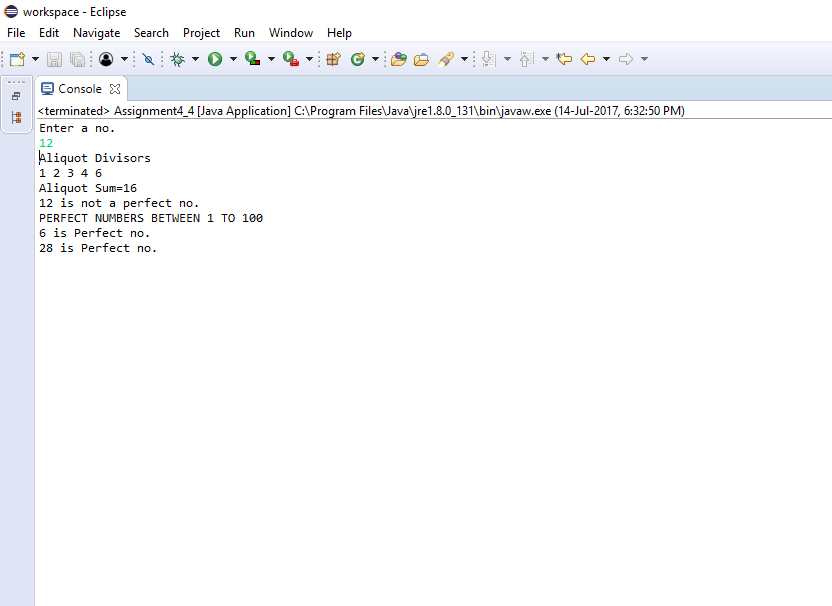 workspace - Eclipse
File Edit Navigate Search Project Run Window Help
Console
<terminated> Assignment4_4 [Java Application] C:\Program Files\Java\jre1.8.0_131\bin\javaw.exe (14-Jul-2017, 6:32:50 PM)
Enter a no.
12
Aliquot Divisors
1 2 3 4 6
Aliquot Sum=16
12 is not a perfect no.
PERFECT NUMBERS BETWEEN 1 TO 100
6 is Perfect no.
28 is Perfect no.